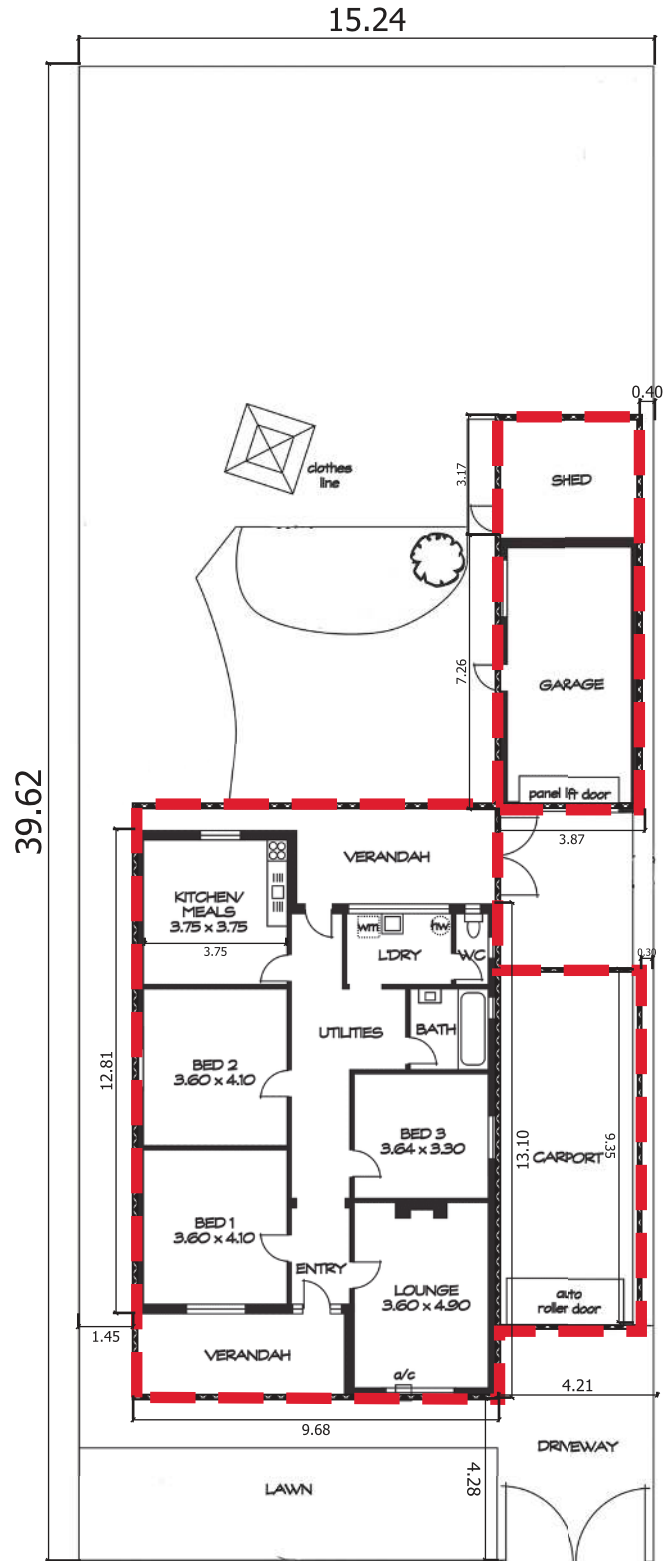 15.24
0.40
clothes
line
3.17
SHED
7.26
GARAGE
39.62
panel lft door
3.87
VERANDAH
KITCHEN/
MEALS
3.75 x 3.75
3.75
wm
hw
L'DRY
WC
0.30
UTILITIES
BATH
12.81
BED 2
3.60 x 4.10
BED 3
3.64 x 3.30
13.10
CARPORT
9.35
BED 1
3.60 x 4.10
ENTRY
LOUNGE
3.60 x 4.90
auto
roller door
1.45
VERANDAH
a/c
4.21
9.68
DRIVEWAY
4.28
LAWN